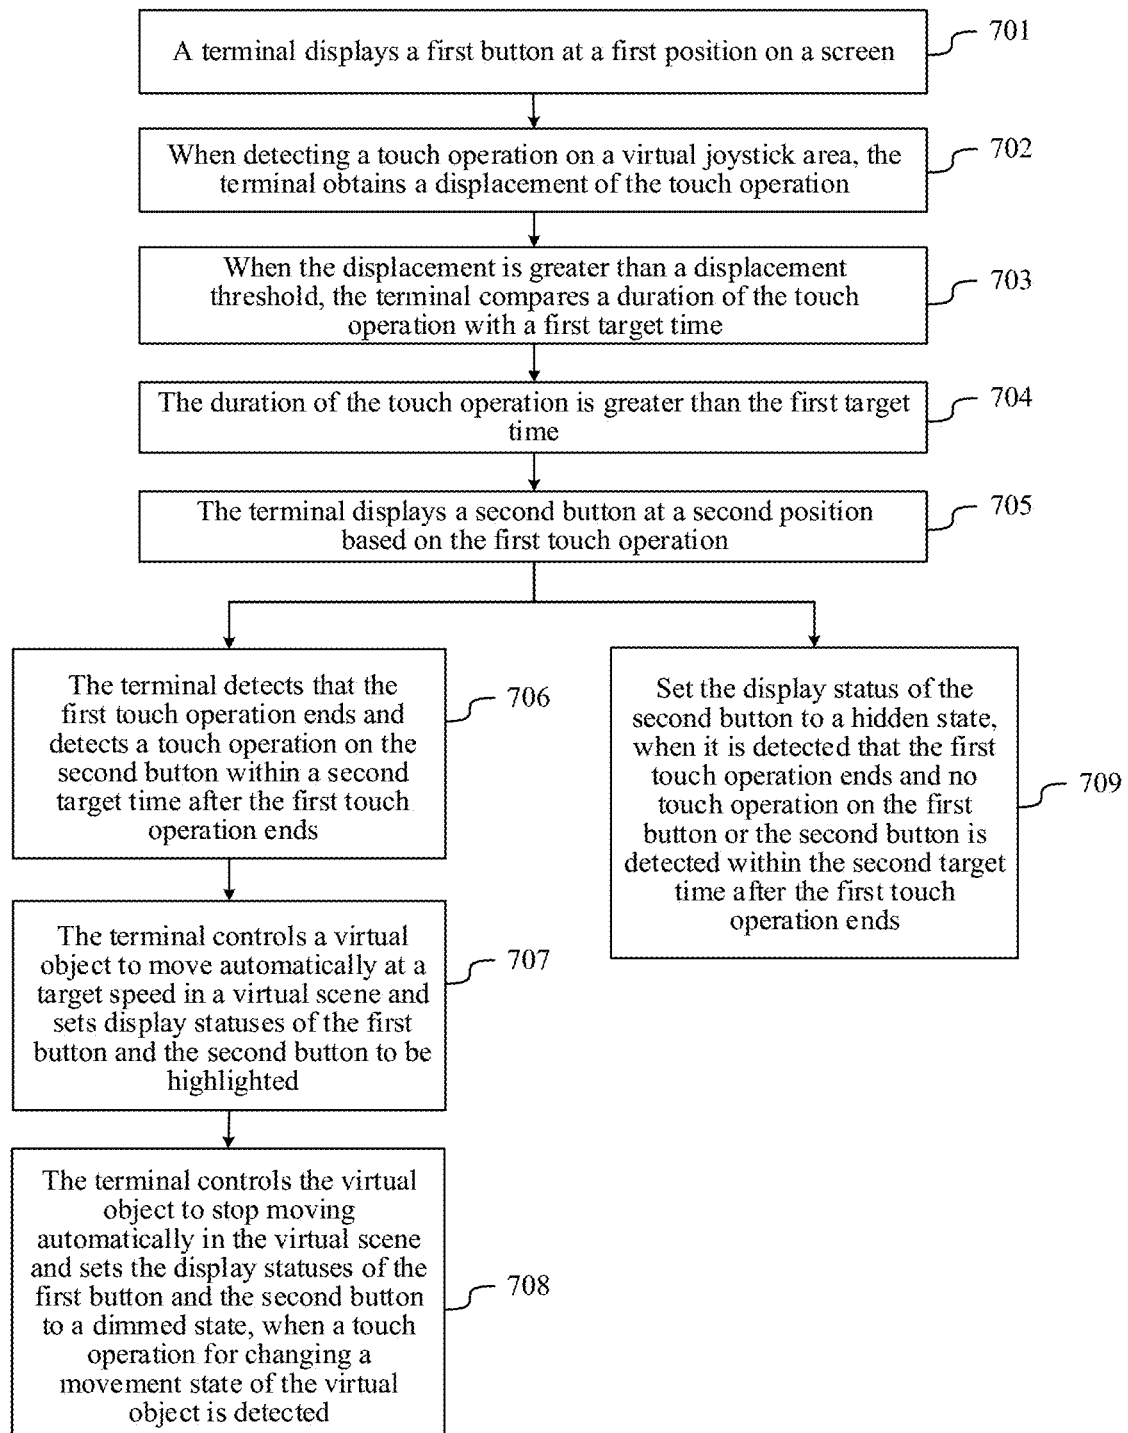 A terminal displays a first button at a first position on a screen
701
When detecting a touch operation on a virtual joystick area, the
terminal obtains a displacement of the touch operation
702
When the displacement is greater than a displacement
threshold, the terminal compares a duration of the touch
operation with a first target time
703
The duration of the touch operation is greater than the first target
time
704
The terminal displays a second button at a second position
based on the first touch operation
705
The terminal detects that the
first touch operation ends and
detects a touch operation on the
second button within a second
target time after the first touch
operation ends
706
The terminal controls a virtual
object to move automatically at a
target speed in a virtual scene and
sets display statuses of the first
button and the second button to be
highlighted
707
The terminal controls the virtual
object to stop moving
automatically in the virtual scene
and sets the display statuses of the
first button and the second button
to a dimmed state, when a touch
operation for changing a
movement state of the virtual
object is detected
708
Set the display status of the
second button to a hidden state,
when it is detected that the first
touch operation ends and no
touch operation on the first
button or the second button is
detected within the second target
time after the first touch
operation ends
709